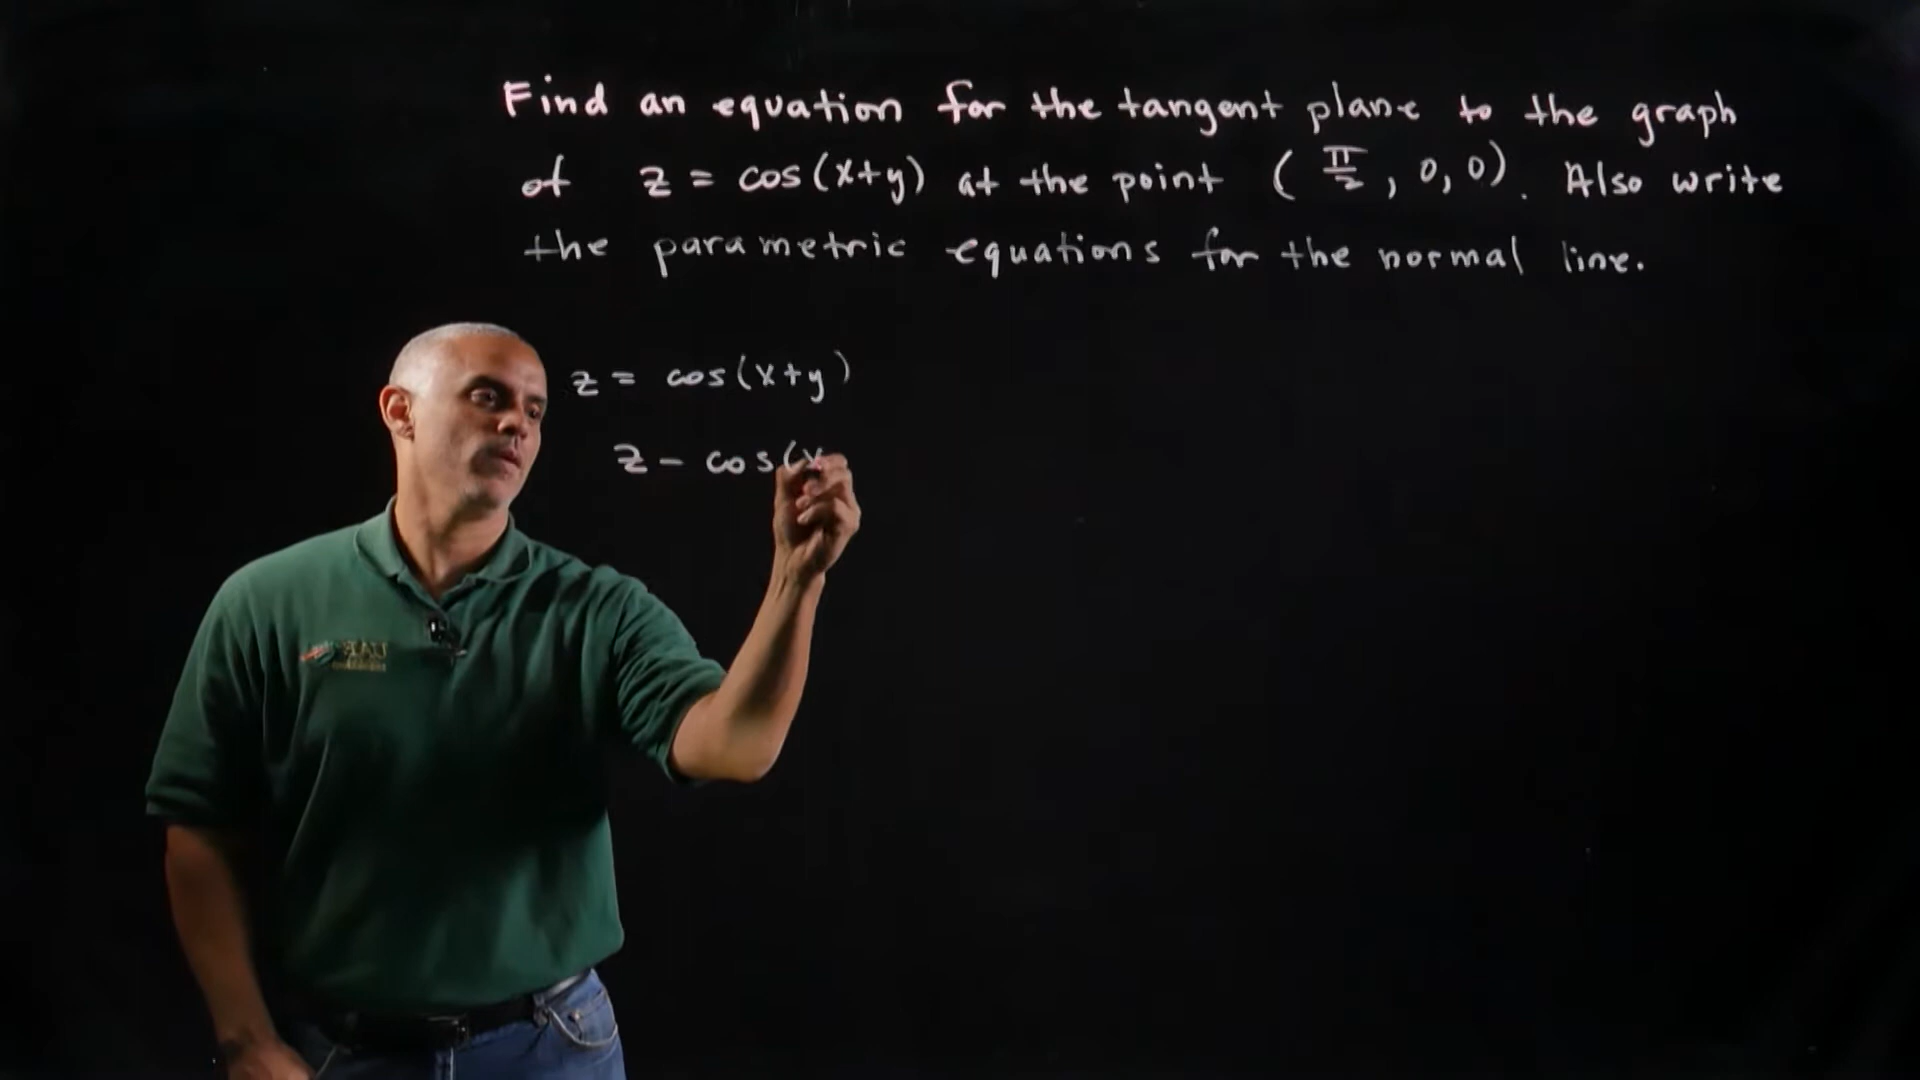 Find an equation for the tangent plane to the graph
of z = cos(x+y) at the point (π/2, 0, 0). Also write
the parametric equations for the normal line.
z = cos(x+y)
z - cos(x